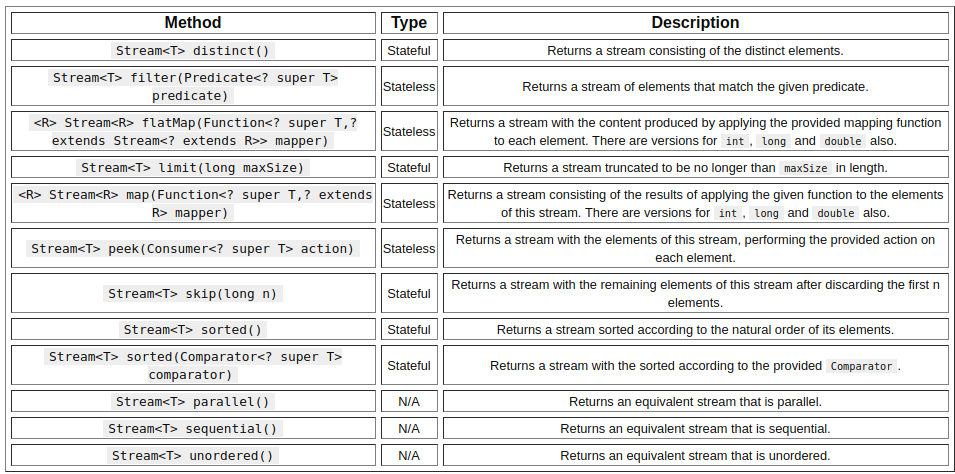 Method Type Description
Stream<T> distinct() Stateful Returns a stream consisting of the distinct elements.
Stream<T> filter(Predicate<? super T>
predicate)
Stateless
Returns a stream of elements that match the given predicate.
<R> Stream<R> flatMap(Function<? super T,?
extends Stream<? extends R>> mapper)
Stateless
Returns a stream with the content produced by applying the provided mapping function
to each element. There are versions for int, long and double also.
Stream<T> limit(long maxSize) Stateful Returns a stream truncated to be no longer than maxSize in length.
<R> Stream<R> map(Function<? super T,? extends
R> mapper)
Stateless
Returns a stream consisting of the results of applying the given function to the elements
of this stream. There are versions for int, long and double also.
Stream<T> peek(Consumer<? super T> action)
Stateless
Returns a stream with the elements of this stream, performing the provided action on
each element.
Stream<T> skip(long n)
Stateful
Returns a stream with the remaining elements of this stream after discarding the first n
elements.
Stream<T> sorted() Stateful Returns a stream sorted according to the natural order of its elements.
Stream<T> sorted(Comparator<? super T>
comparator)
Stateful
Returns a stream with the sorted according to the provided Comparator.
Stream<T> parallel() N/A Returns an equivalent stream that is parallel.
Stream<T> sequential() N/A Returns an equivalent stream that is sequential.
Stream<T> unordered() N/A Returns an equivalent stream that is unordered.